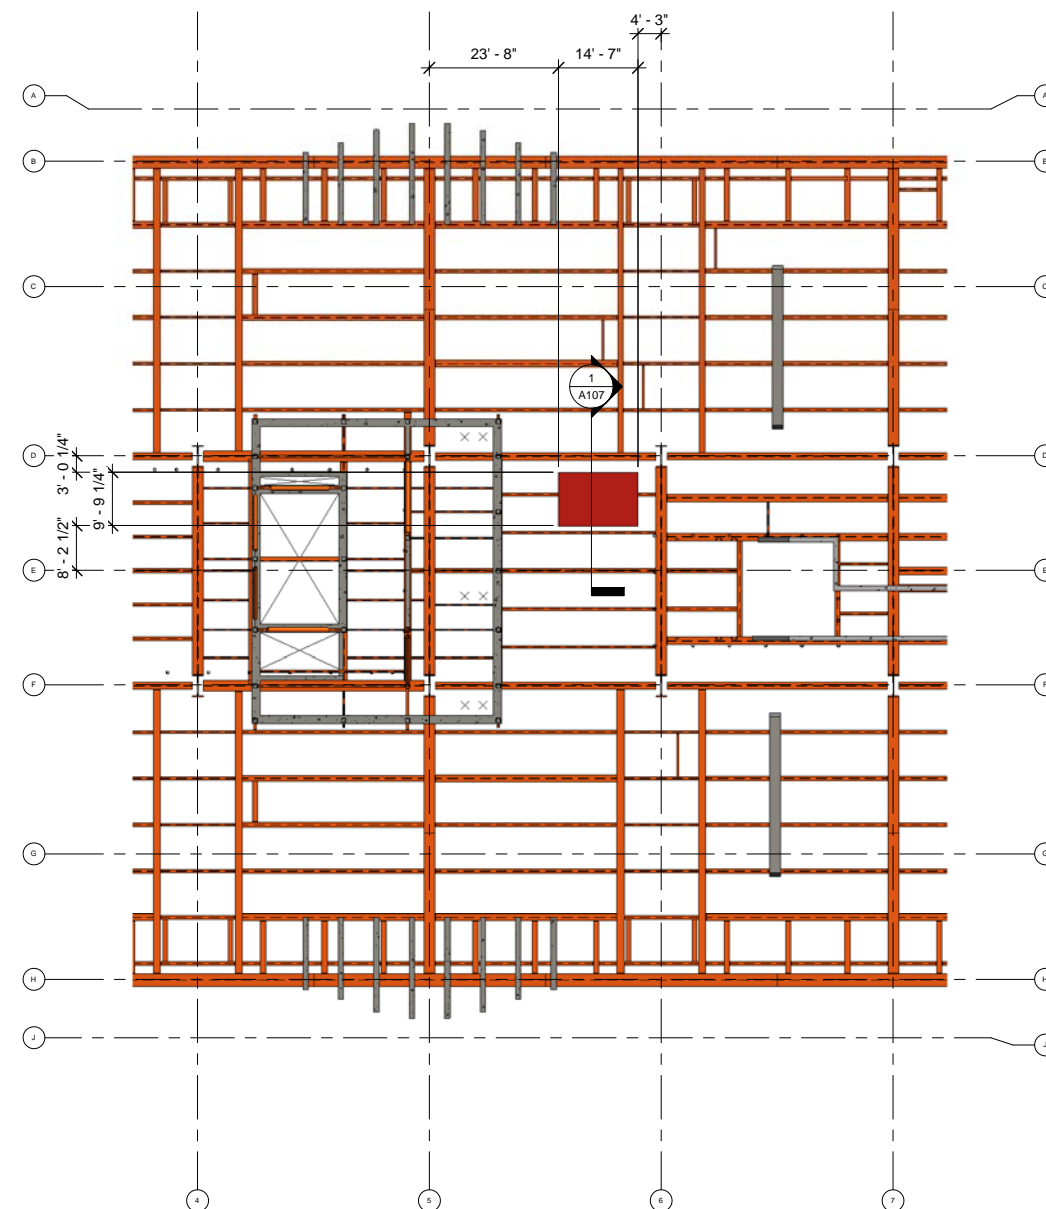 4' - 3"
23' - 8"
14' - 7"
A
A
B
B
C
C
1
A107
D
D
3' - 0 1/4"
9' - 9 1/4"
8' - 2 1/2"
E
E
F
F
G
G
H
H
J
J
4
5
6
7